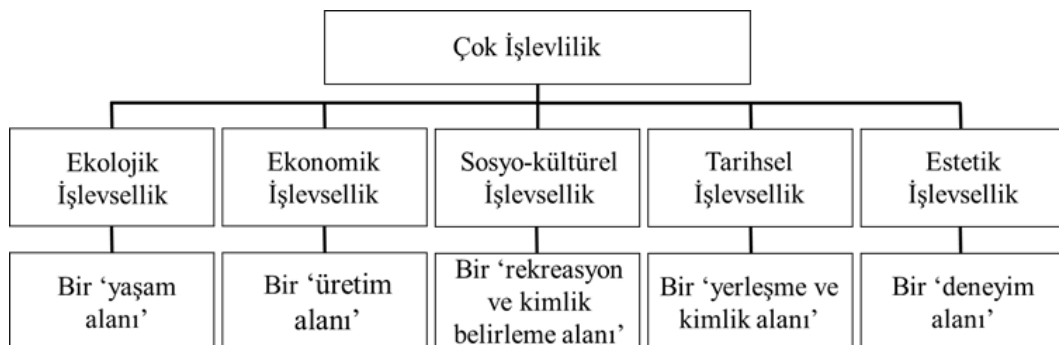 Çok İşlevlilik
Ekolojik
İşlevsellik
Ekonomik
İşlevsellik
Sosyo-kültürel
İşlevsellik
Tarihsel
İşlevsellik
Estetik
İşlevsellik
Bir ‘yaşam
alanı’
Bir ‘üretim
alanı’
Bir ‘rekreasyon
ve kimlik
belirleme alanı’
Bir ‘yerleşme ve
kimlik alanı’
Bir ‘deneyim
alanı’